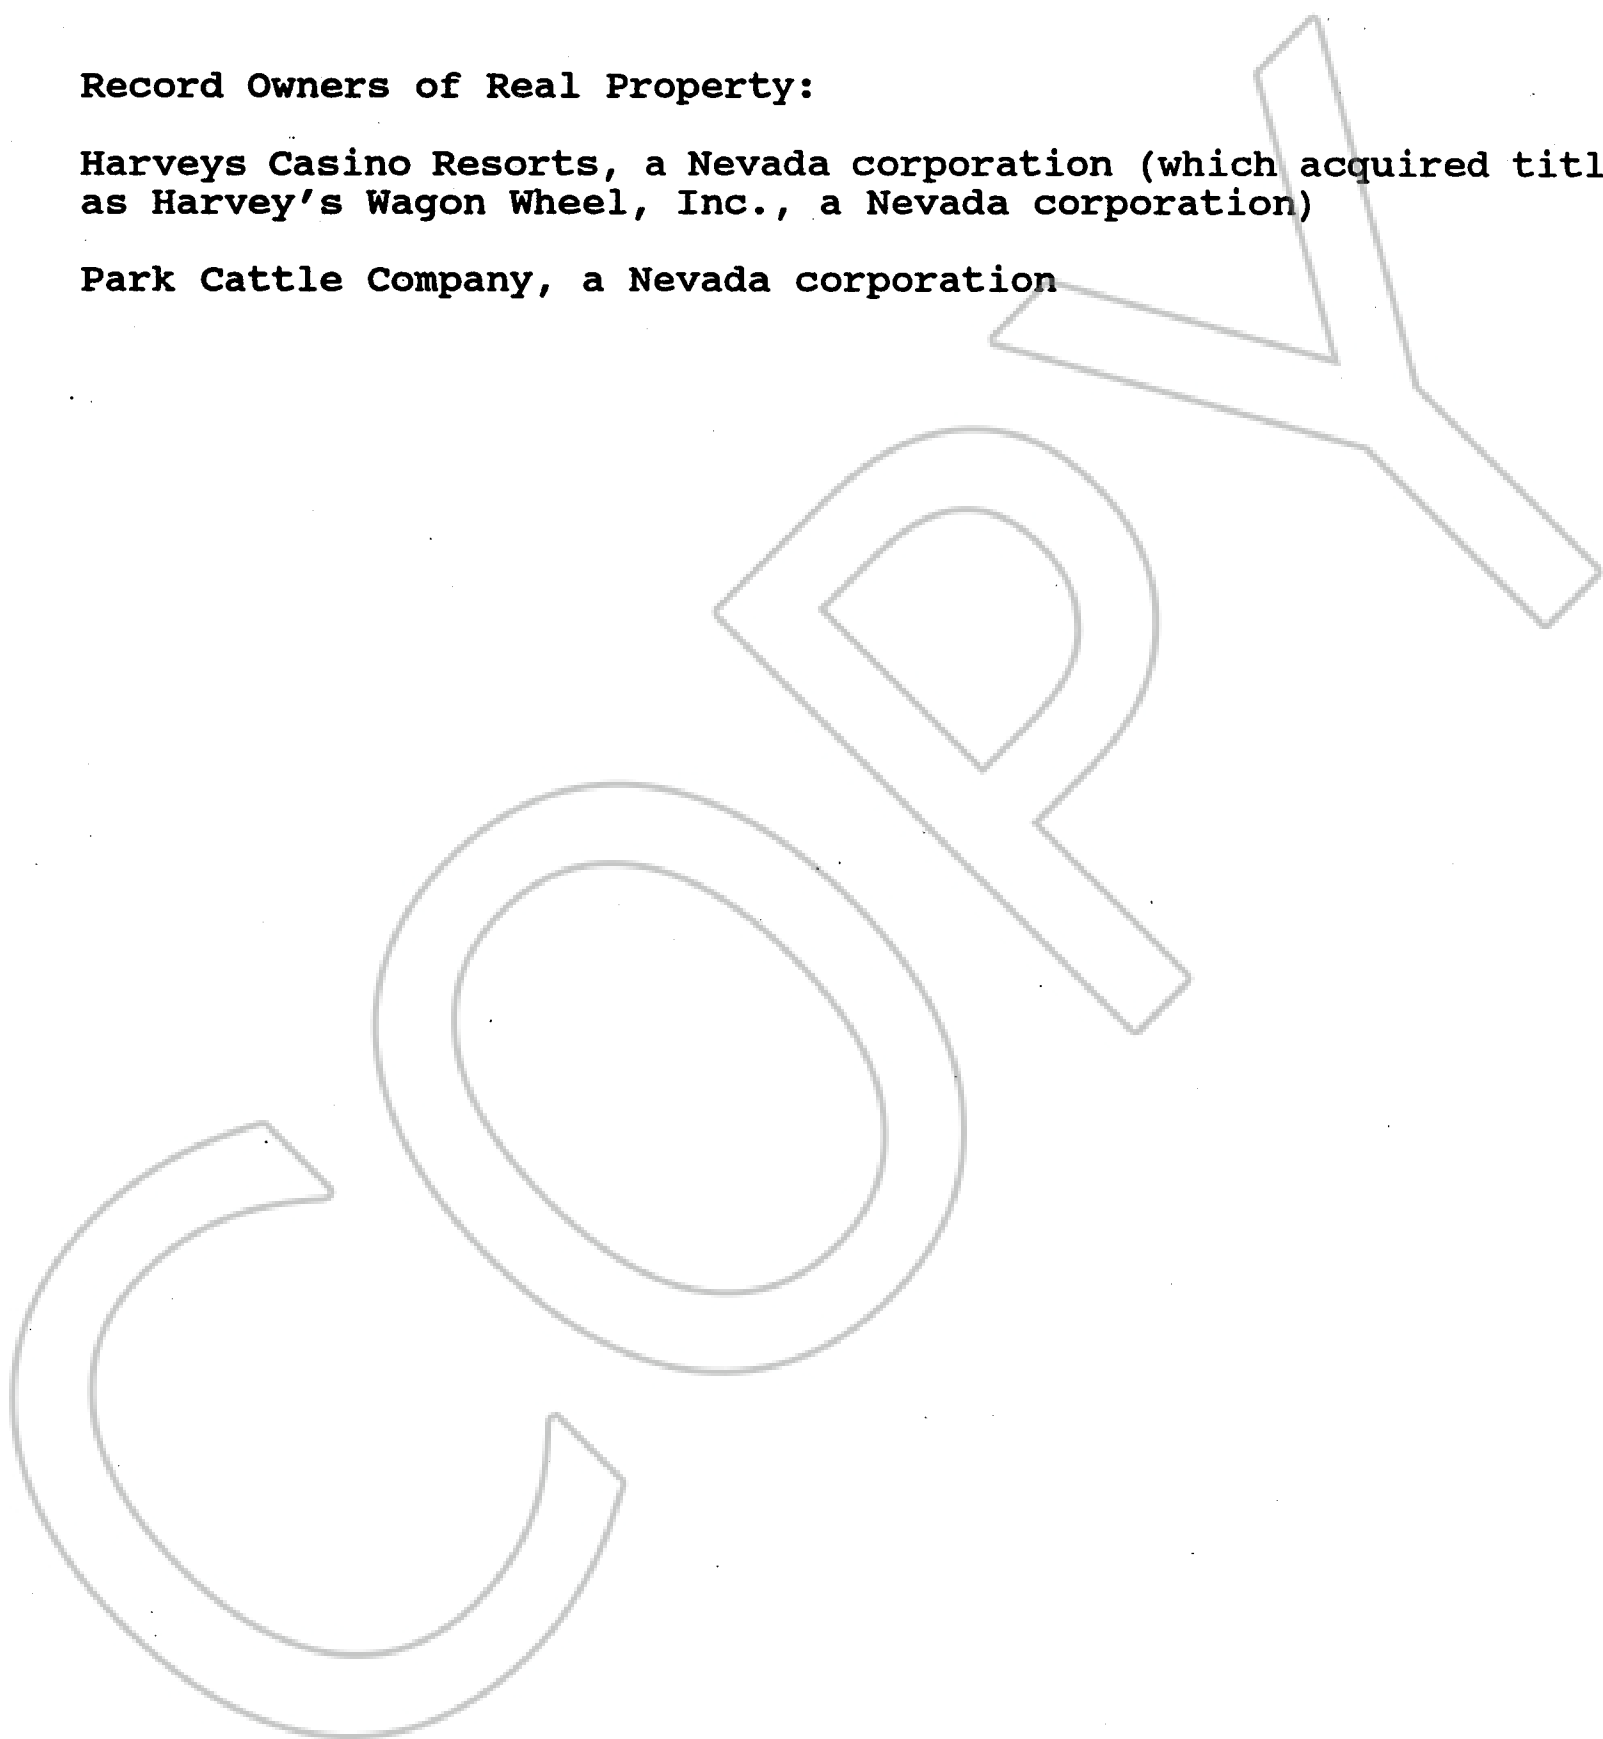 Record Owners of Real Property:
Harveys Casino Resorts, a Nevada corporation (which acquired titl
as Harvey's Wagon Wheel, Inc., a Nevada corporation)
Park Cattle Company, a Nevada corporation
COPY